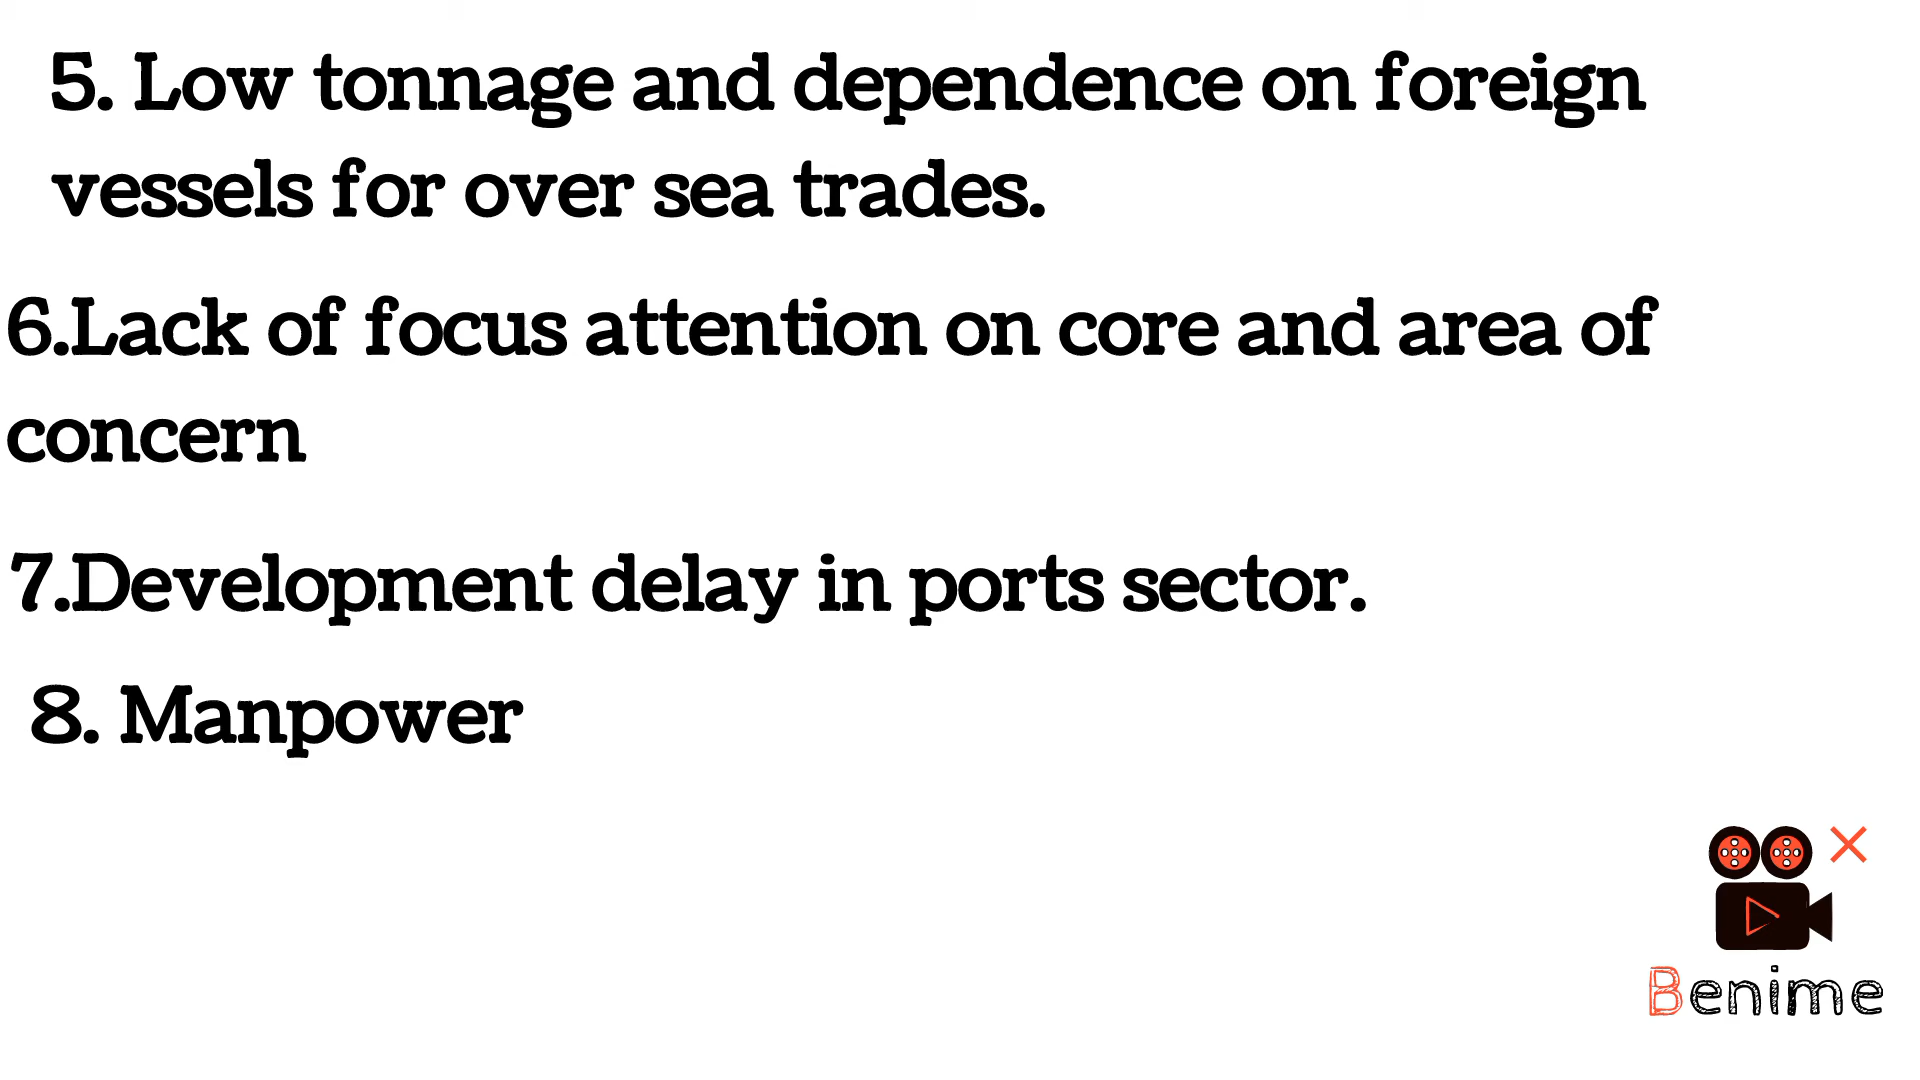 5. Low tonnage and dependence on foreign
vessels for over sea trades.
6.Lack of focus attention on core and area of
concern
7.Development delay in ports sector.
8. Manpower
Benime